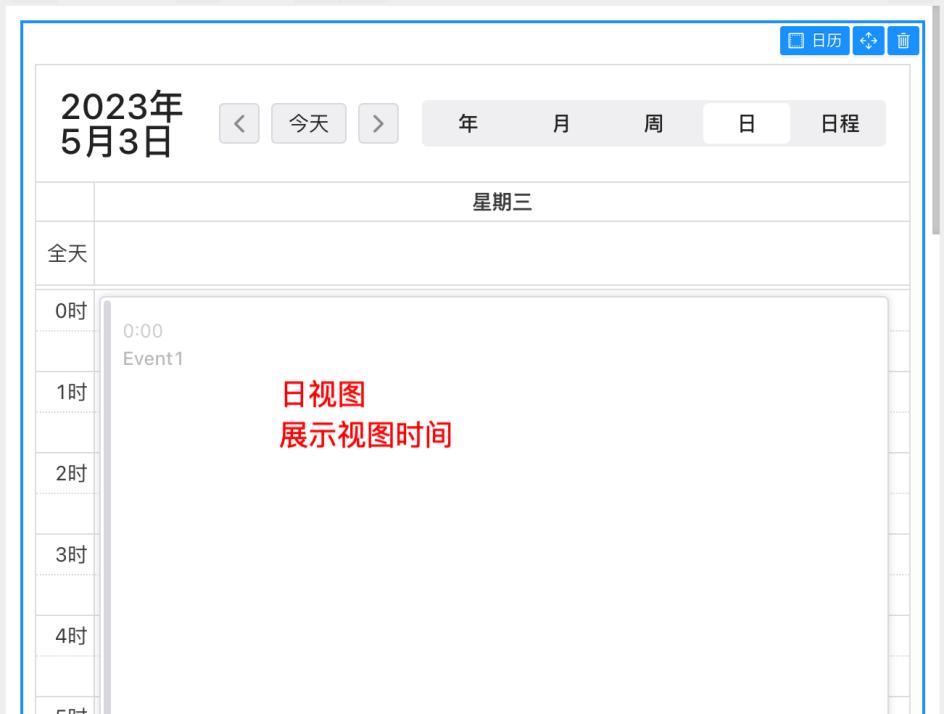 日历
2023年
5月3日
今天
年 月 周 日 日程
星期三
全天
0时
0:00
Event1
1时
日视图
展示视图时间
2时
3时
4时
5时